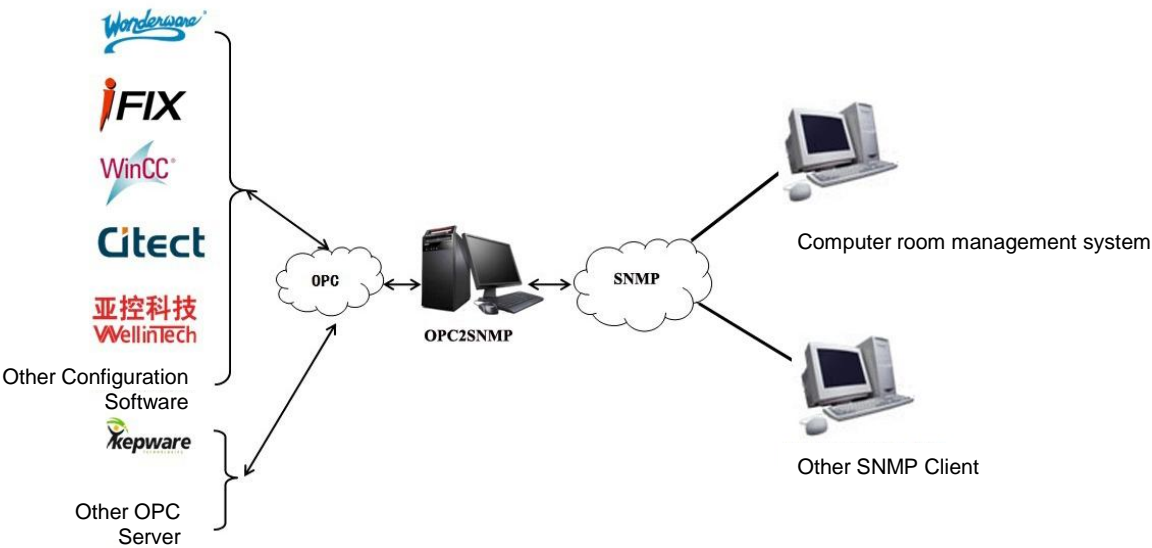 Wonderware®
iFIX
WinCC®
Citect
亚控科技
WellinTech
Other Configuration
Software
kepware
TECHNOLOGIES
Other OPC
Server
OPC
OPC2SNMP
SNMP
Computer room management system
Other SNMP Client